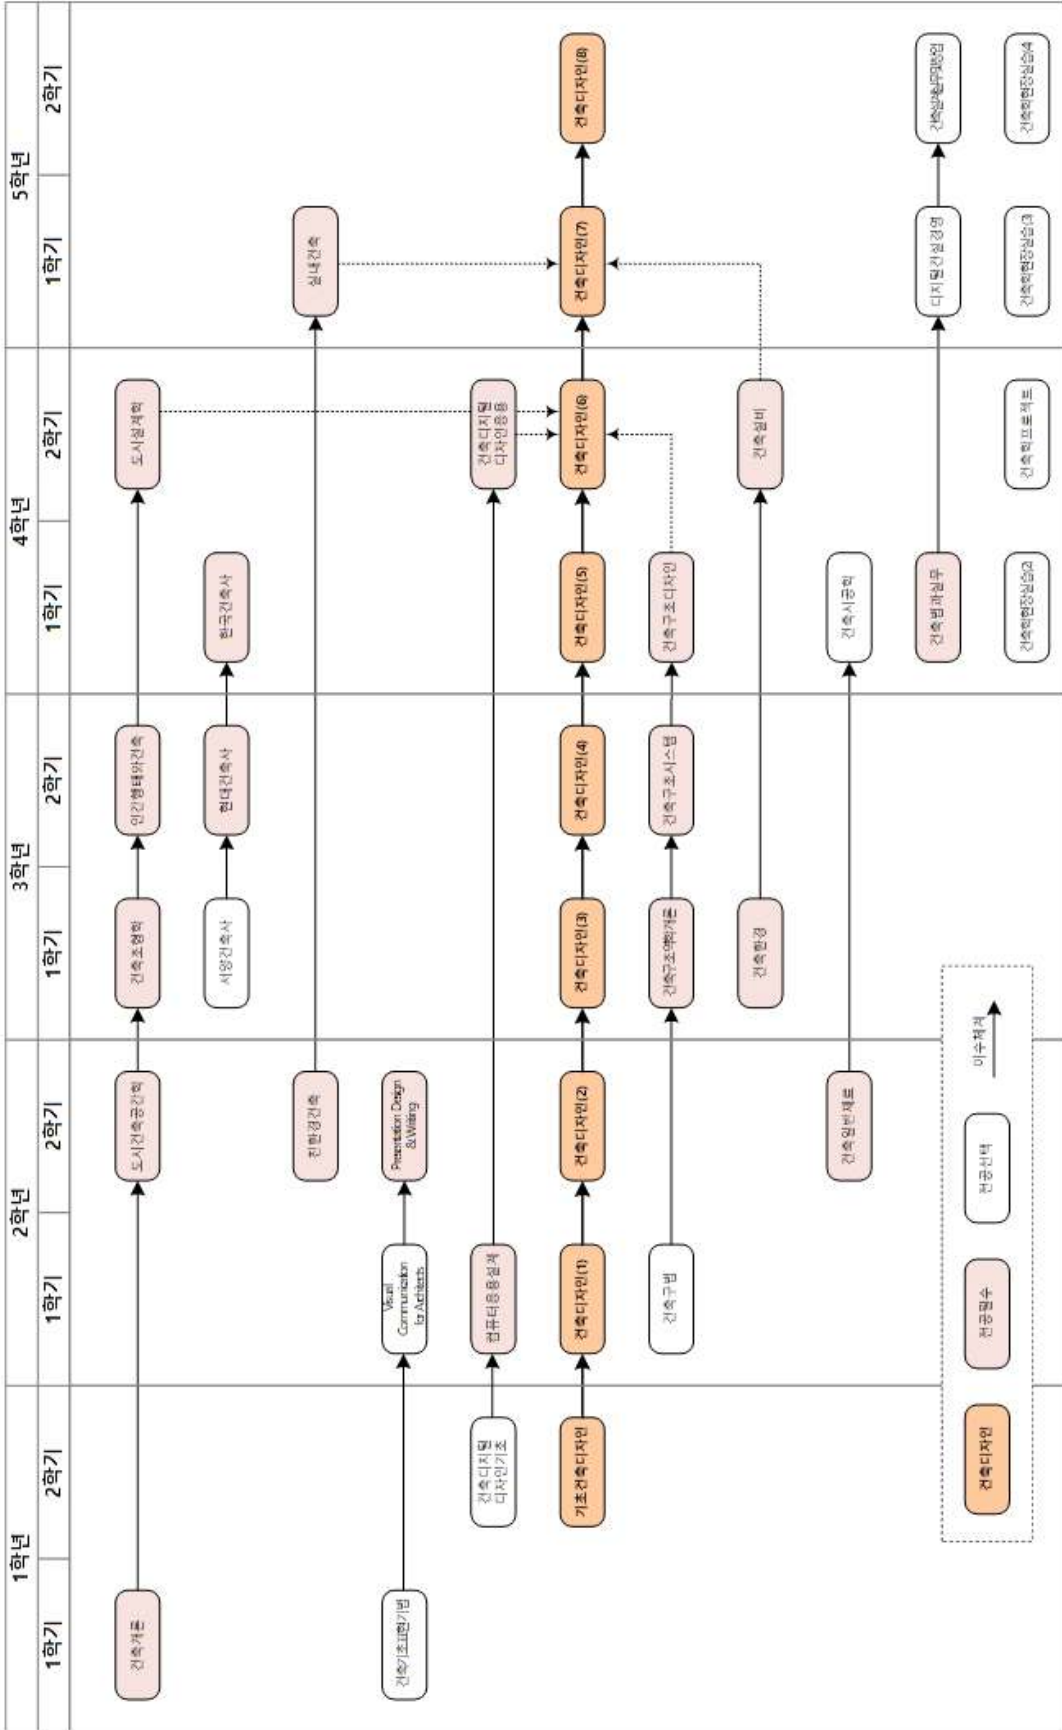 1학년
2학년
3학년
4학년
5학년
1학기
2학기
1학기
2학기
1학기
2학기
1학기
2학기
1학기
2학기
건축개론
도시건축공간학
건축조형학
인간행태와건축
도시설계학
서양건축사
현대건축사
한국건축사
친환경건축
실내건축
건축기초표현기법
Visual
Communication
for Architects
Presentation Design
& Writing
건축디지털
디자인기초
컴퓨터응용설계
건축디지털
디자인응용
기초건축디자인
건축디자인(1)
건축디자인(2)
건축디자인(3)
건축디자인(4)
건축디자인(5)
건축디자인(6)
건축디자인(7)
건축디자인(8)
건축구법
건축구조역학개론
건축구조시스템
건축구조디자인
건축환경
건축설비
건축일반재료
건축시공학
건축법과실무
디지털건설경영
건축학현장실습(2)
건축학프로젝트
건축학현장실습(3)
건축학현장실습(4)
건축디자인
전공필수
전공선택
이수체계